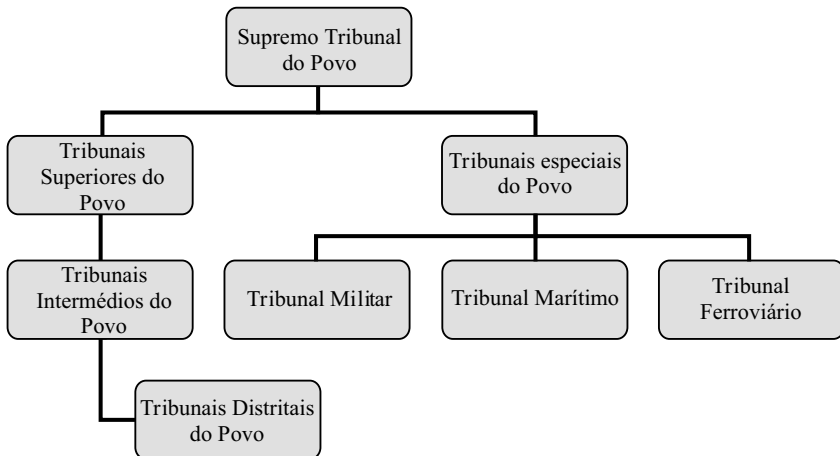 Supremo Tribunal
do Povo
Tribunais
Superiores do
Povo
Tribunais especiais
do Povo
Tribunais
Intermédios do
Povo
Tribunal Militar
Tribunal Marítimo
Tribunal
Ferroviário
Tribunais Distritais
do Povo